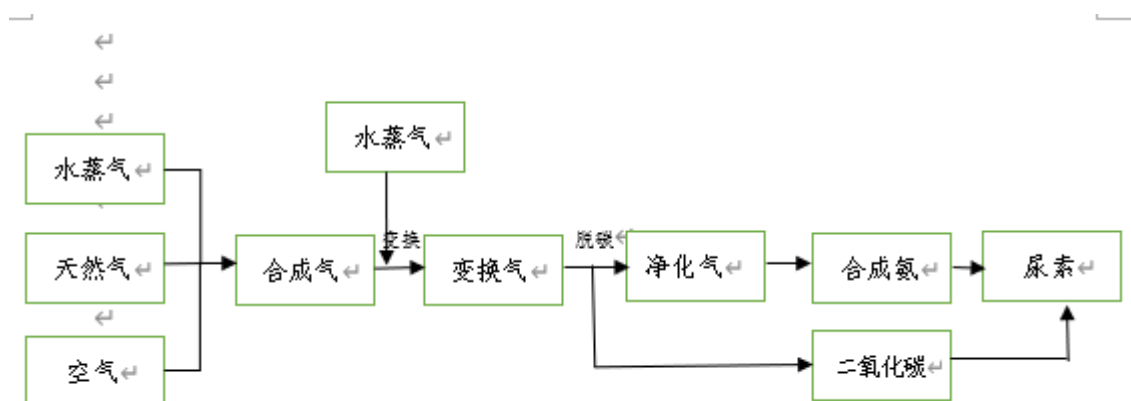 水蒸气
水蒸气
天然气
空气
合成气
变换
变换气
脱碳
净化气
合成氨
尿素
二氧化碳